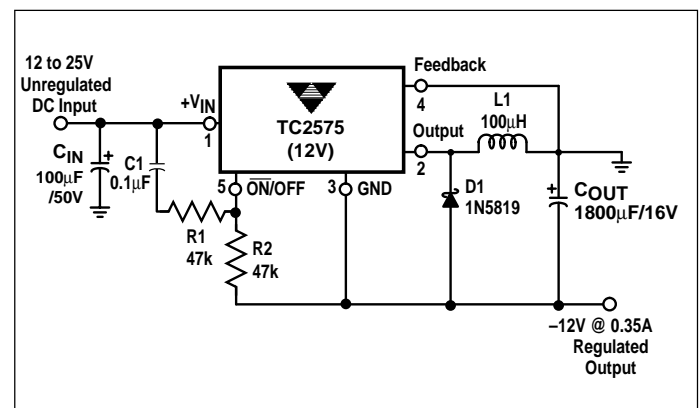 12 to 25V
Unregulated
DC Input
+VIN
1
CIN
100μF
/50V
+
C1
0.1μF
R1
47k
R2
47k
5
ON/OFF
3
GND
TC2575
(12V)
Feedback
4
Output
2
L1
100μH
D1
1N5819
+
COUT
1800μF/16V
–12V @ 0.35A
Regulated
Output